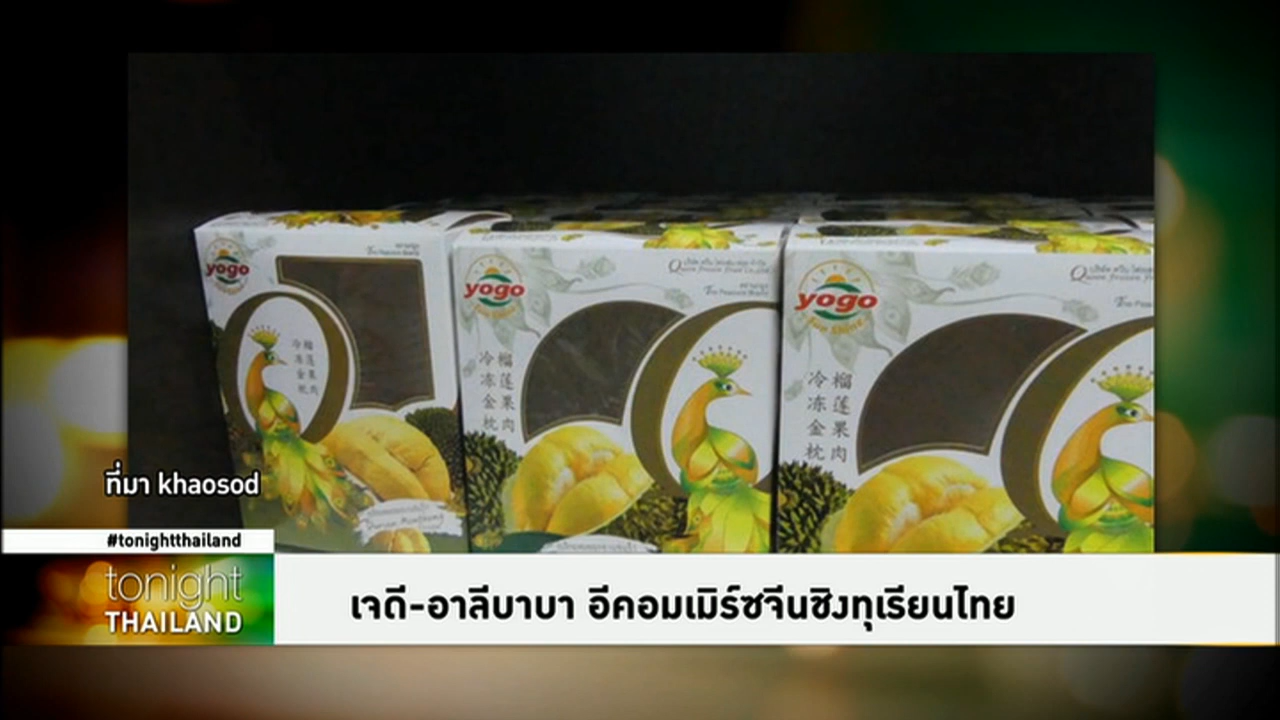 yogo
冷榴
冻莲
金果
枕肉
yogo
冷榴
冻莲
金果
枕肉
yogo
冷榴
冻莲
金果
枕肉
ที่มา khaosod
#tonightthailand
tonight
THAILAND
เจดี-อาลีบาบา อีคอมเมิร์ซจีนชิงทุเรียนไทย